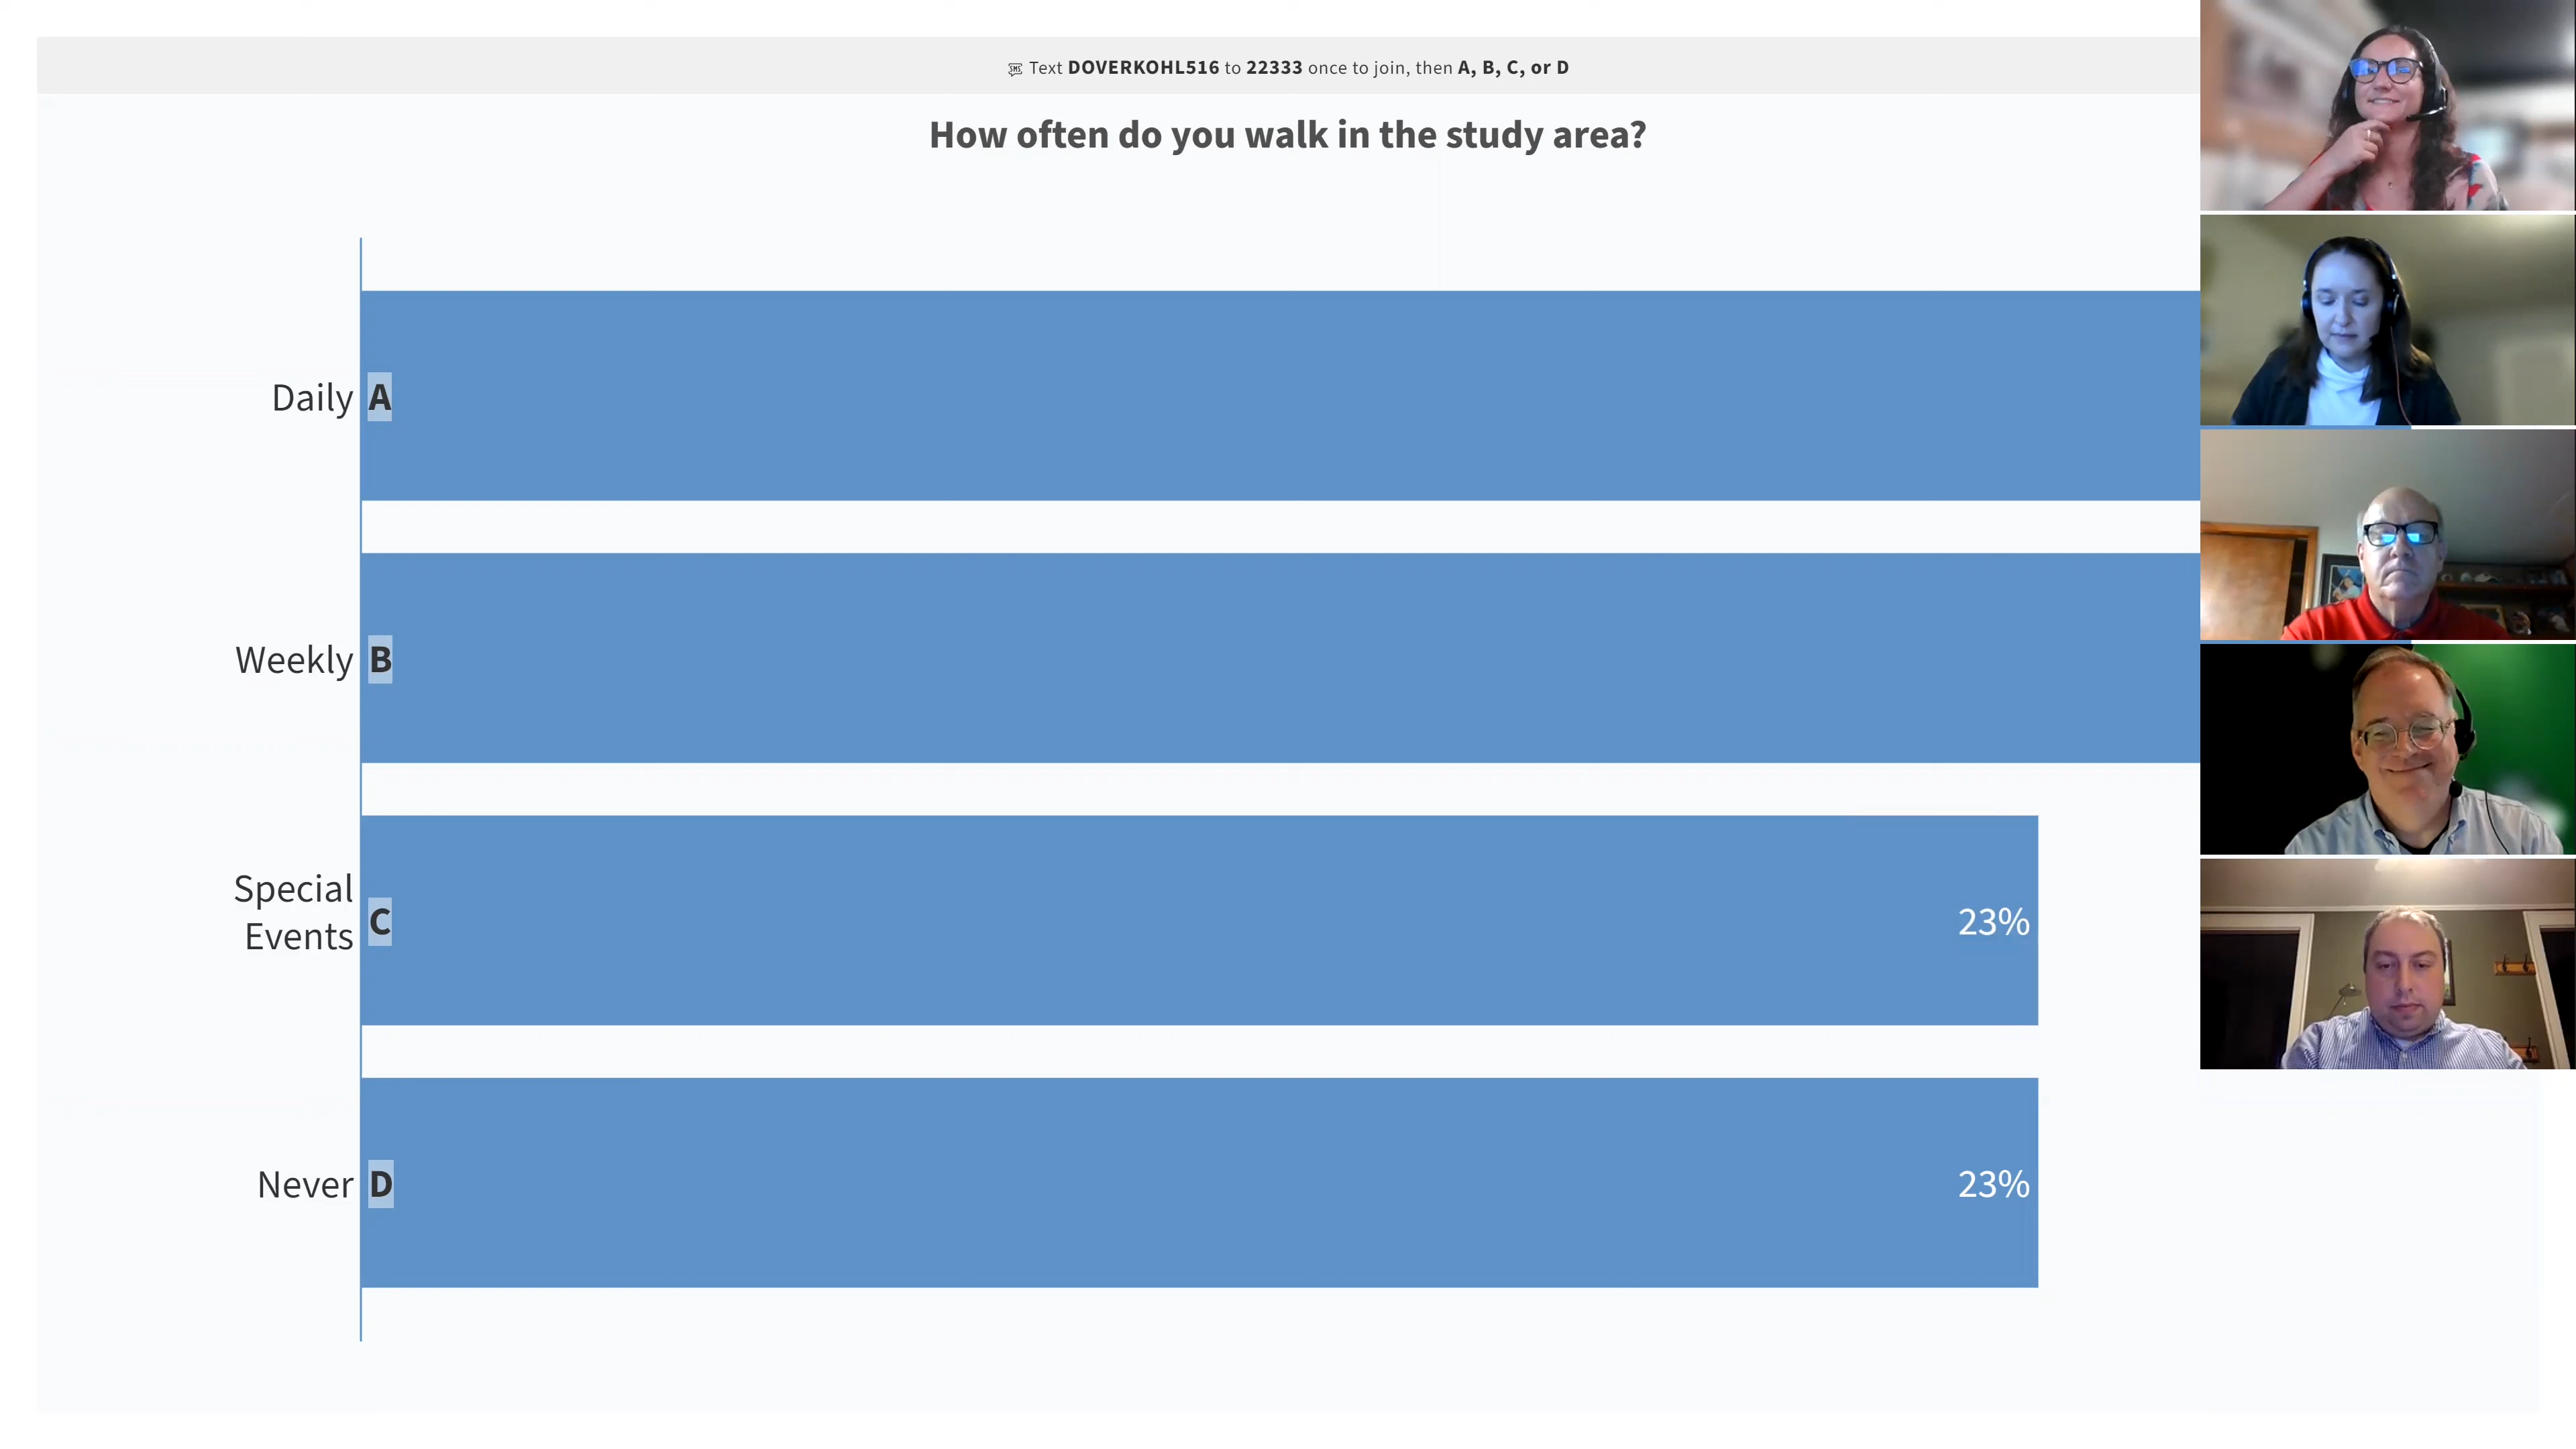 Text DOVERKOHL516 to 22333 once to join, then A, B, C, or D
How often do you walk in the study area?
Daily A
Weekly B
Special
Events
C
23%
Never D 23%